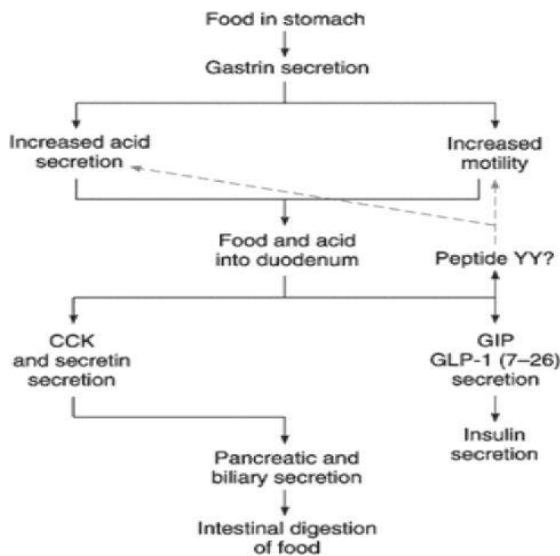 Food in stomach
Gastrin secretion
Increased acid
secretion
Increased
motility
Food and acid
into duodenum
Peptide YY?
CCK
and secretin
secretion
GIP
GLP-1 (7–26)
secretion
Insulin
secretion
Pancreatic and
biliary secretion
Intestinal digestion
of food